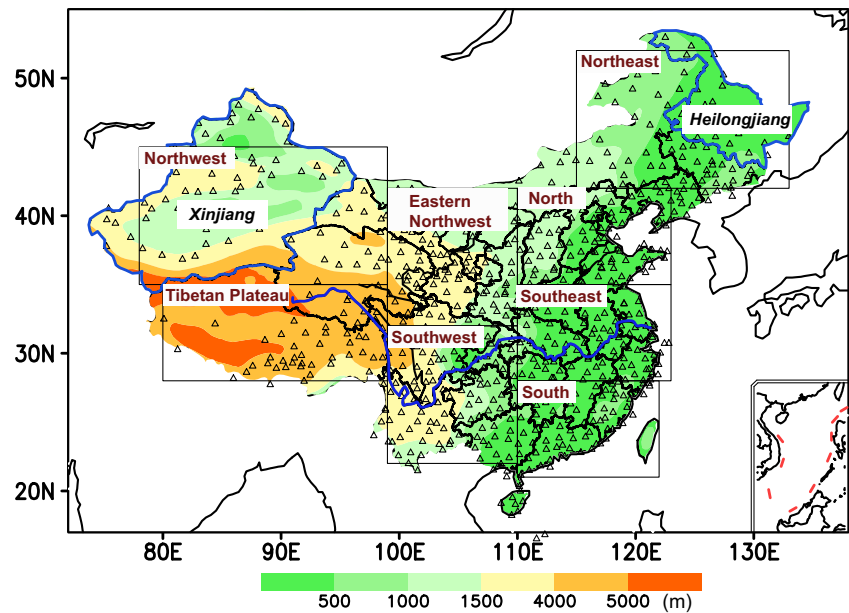 50N
Northeast
Heilongjiang
Northwest
40N
Xinjiang
Eastern
Northwest
North
Tibetan Plateau
Southeast
30N
Southwest
South
20N
80E 90E 100E 110E 120E 130E
500 1000 1500 4000 5000 (m)